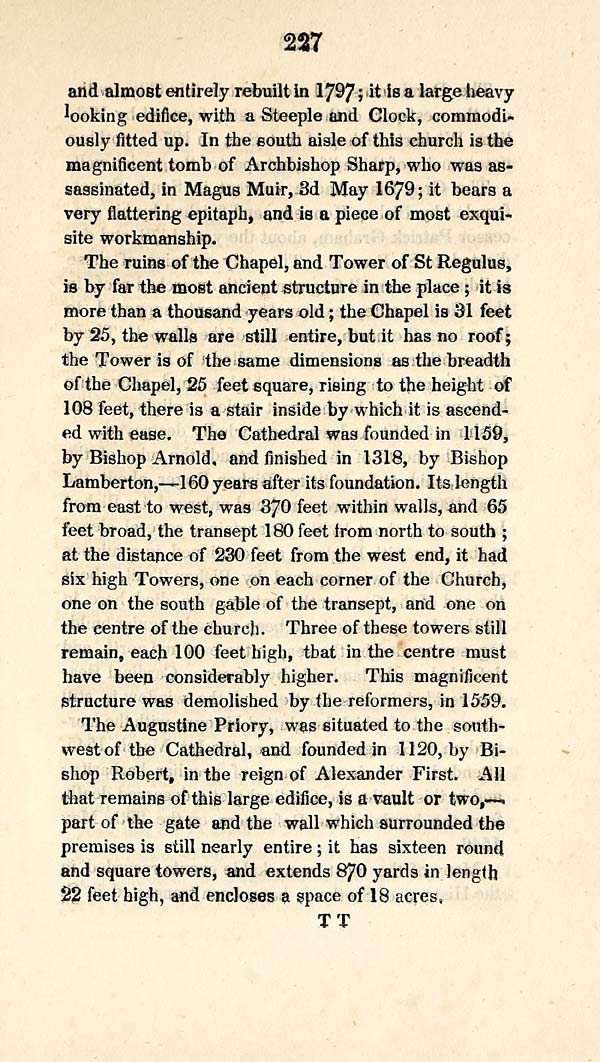 227
and almost entirely rebuilt in 1797; it is a large heavy
looking edifice, with a Steeple and Clock, commodi-
ously fitted up. In the south aisle of this church is the
magnificent tomb of Archbishop Sharp, who was as-
sassinated, in Magus Muir, 3d May 1679; it bears a
very flattering epitaph, and is a piece of most exqui-
site workmanship.
The ruins of the Chapel, and Tower of St Regulus,
is by far the most ancient structure in the place; it is
more than a thousand years old; the Chapel is 31 feet
by 25, the walls are still entire, but it has no roof;
the Tower is of the same dimensions as the breadth
of the Chapel, 25 feet square, rising to the height of
108 feet, there is a stair inside by which it is ascend-
ed with ease. The Cathedral was founded in 1159,
by Bishop Arnold, and finished in 1318, by Bishop
Lamberton,—160 years after its foundation. Its length
from east to west, was 370 feet within walls, and 65
feet broad, the transept 180 feet from north to south;
at the distance of 230 feet from the west end, it had
six high Towers, one on each corner of the Church,
one on the south gable of the transept, and one on
the centre of the church. Three of these towers still
remain, each 100 feet high, that in the centre must
have been considerably higher. This magnificent
structure was demolished by the reformers, in 1559.
The Augustine Priory, was situated to the south-
west of the Cathedral, and founded in 1120, by Bi-
shop Robert, in the reign of Alexander First. All
that remains of this large edifice, is a vault or two,—
part of the gate and the wall which surrounded the
premises is still nearly entire; it has sixteen round
and square towers, and extends 870 yards in length
22 feet high, and encloses a space of 18 acres.
T T